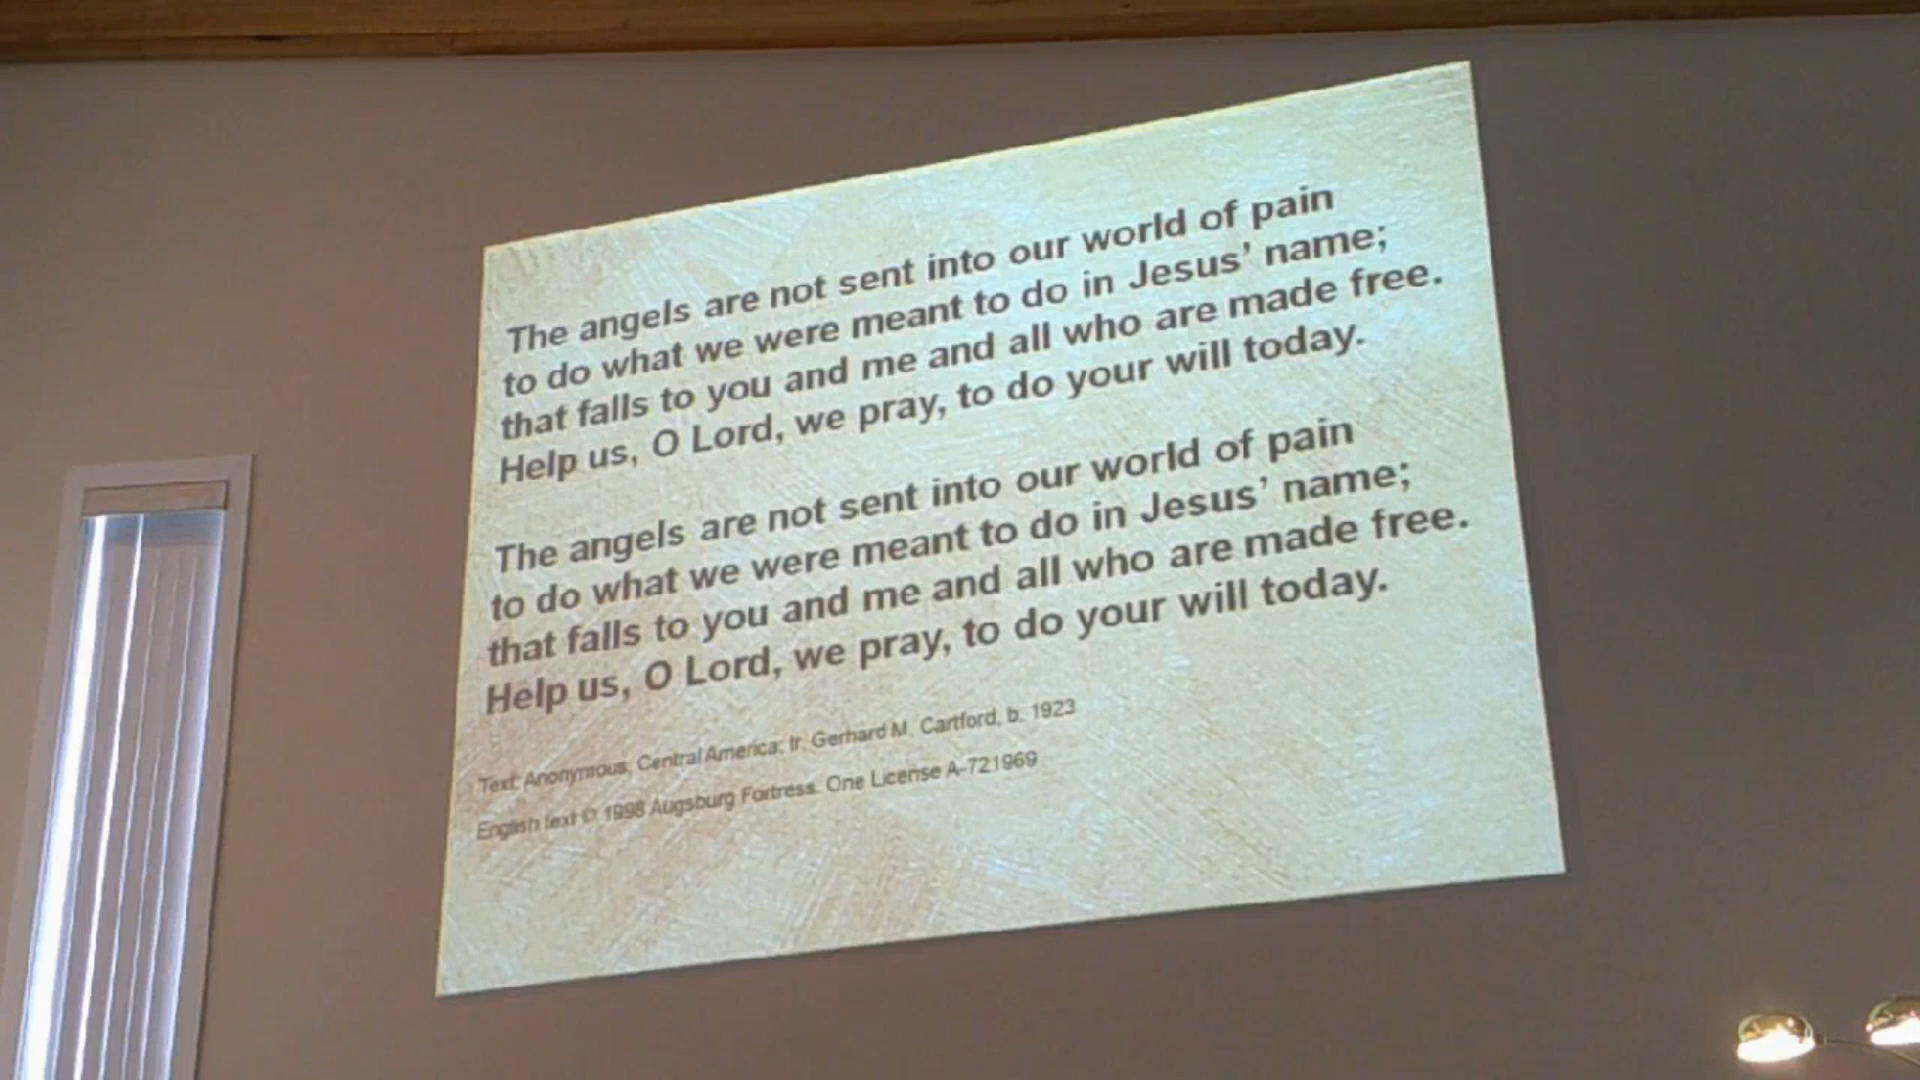 The angels are not sent into our world of pain
to do what we were meant to do in Jesus’ name;
that falls to you and me and all who are made free.
Help us, O Lord, we pray, to do your will today.
The angels are not sent into our world of pain
to do what we were meant to do in Jesus’ name;
that falls to you and me and all who are made free.
Help us, O Lord, we pray, to do your will today.
Text: Anonymous, Central America; tr. Gerhard M. Cartford, b. 1923
English text © 1998 Augsburg Fortress. One License A-721969